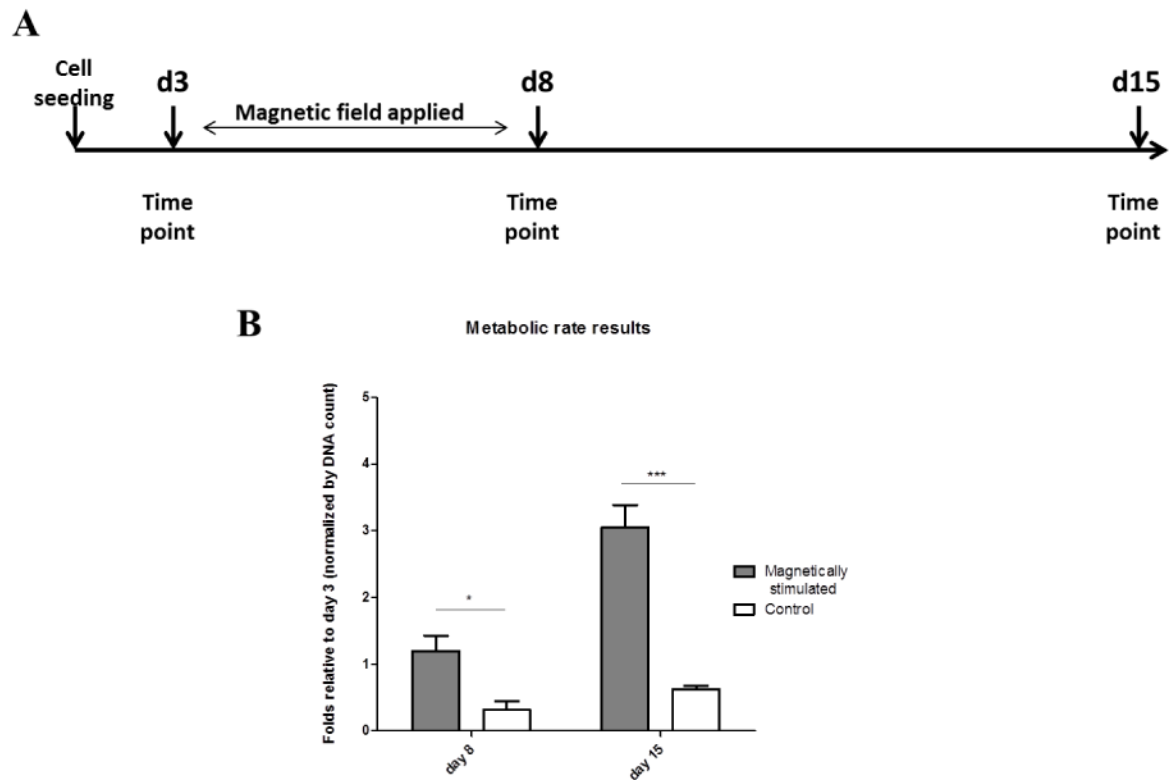 A
Cell
seeding
d3
d8
d15
Magnetic field applied
Time
point
Time
point
Time
point
B
Metabolic rate results
Folds relative to day 3 (normalized by DNA count)
5
4
3
2
1
0
*
***
day 8
day 15
Magnetically
stimulated
Control